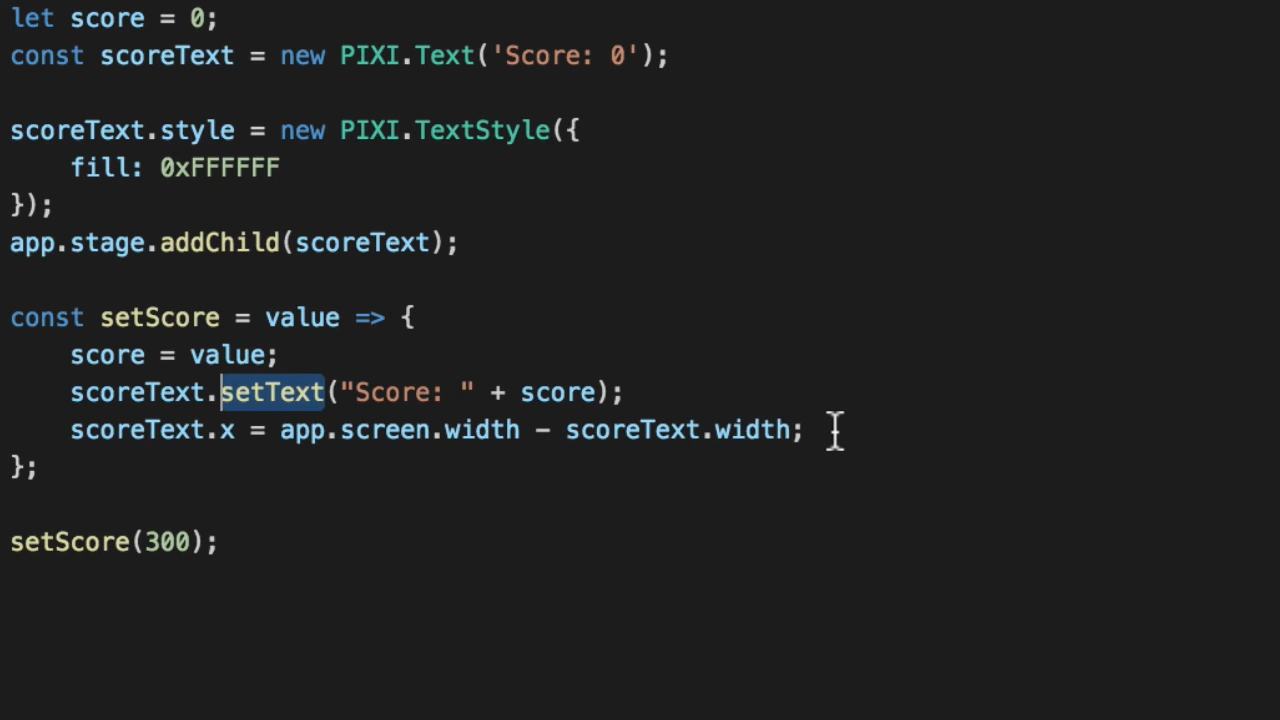 let score = 0;
const scoreText = new PIXI.Text('Score: 0');
scoreText.style = new PIXI.TextStyle({
    fill: 0xFFFFFF
});
app.stage.addChild(scoreText);
const setScore = value => {
    score = value;
    scoreText.setText("Score: " + score);
    scoreText.x = app.screen.width - scoreText.width;
};
setScore(300);